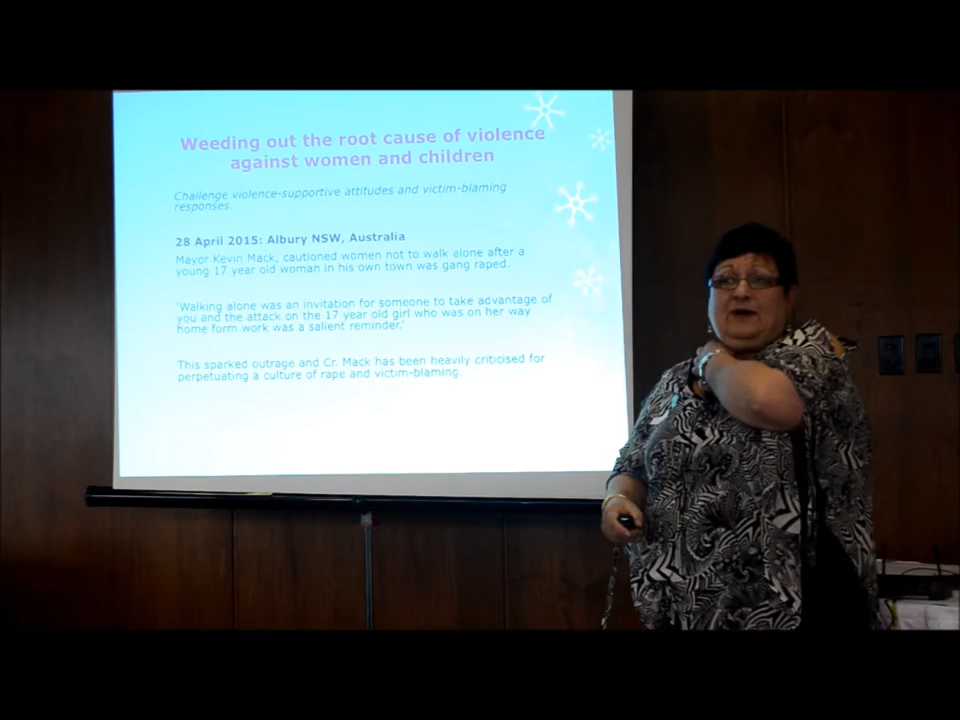 Weeding out the root cause of violence
against women and children
Challenge violence-supportive attitudes and victim-blaming
responses.
28 April 2015: Albury NSW, Australia
Mayor Kevin Mack, cautioned women not to walk alone after a
young 17 year old woman in his own town was gang raped.
'Walking alone was an invitation for someone to take advantage of
you and the attack on the 17 year old girl who was on her way
home form work was a salient reminder.'
This sparked outrage and Cr. Mack has been heavily criticised for
perpetuating a culture of rape and victim-blaming.